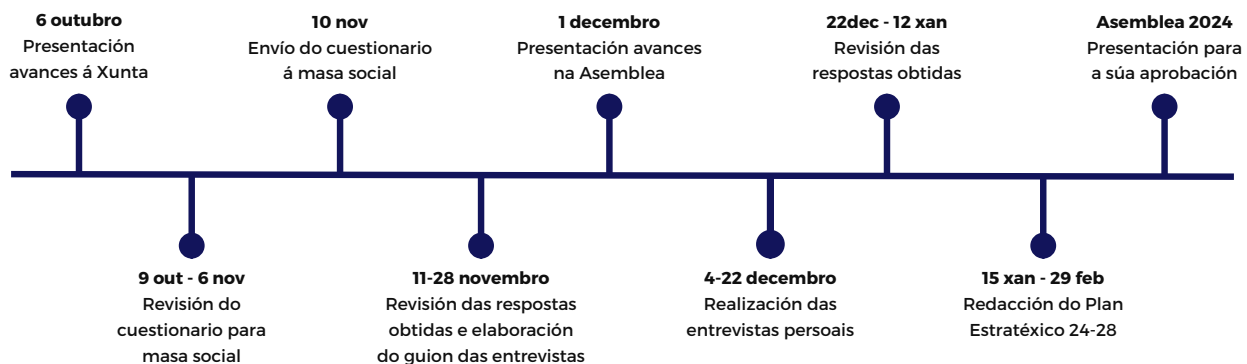 6 outubro
Presentación
avances á Xunta
10 nov
Envío do cuestionario
á masa social
1 decembro
Presentación avances
na Asemblea
22dec - 12 xan
Revisión das
respostas obtidas
Asemblea 2024
Presentación para
a súa aprobación
9 out - 6 nov
Revisión do
cuestionario para
masa social
11-28 novembro
Revisión das respostas
obtidas e elaboración
do guion das entrevistas
4-22 decembro
Realización das
entrevistas persoais
15 xan - 29 feb
Redacción do Plan
Estratéxico 24-28